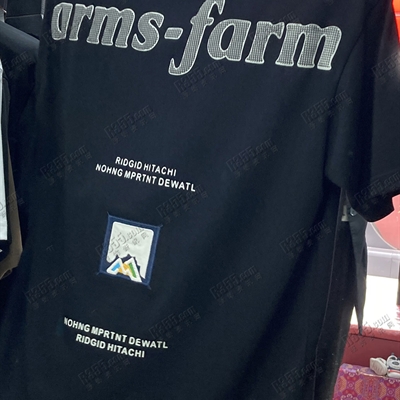 arms-farm
RIDGID HITACHI
NOHNG MPRTNT DEWATL
NOHNG MPRTNT DEWATL
RIDGID HITACHI